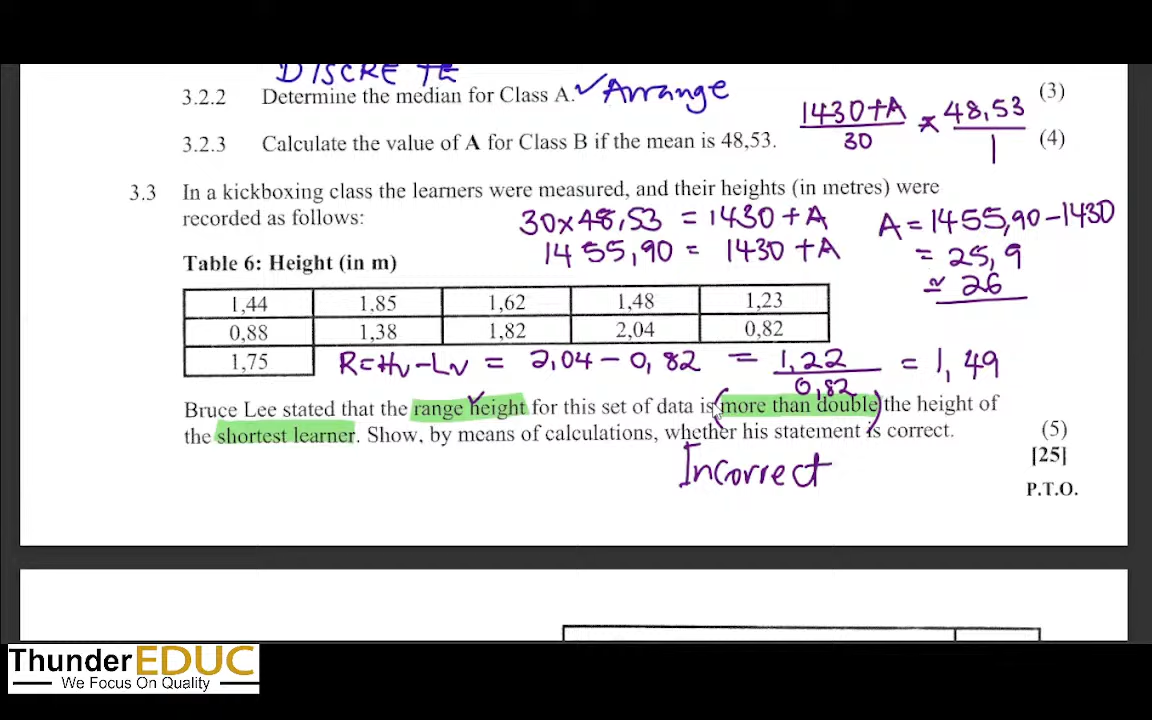 DISCRETE
3.2.2 Determine the median for Class A. ✓Arrange (3)
3.2.3 Calculate the value of A for Class B if the mean is 48,53. (4)
1430+A / 30 × 48,53 / 1
3.3 In a kickboxing class the learners were measured, and their heights (in metres) were
recorded as follows:
30×48,53 = 1430+A
1455,90 = 1430+A
A=1455,90-1430
= 25,9
≃ 26
Table 6: Height (in m)
1,44 1,85 1,62 1,48 1,23
0,88 1,38 1,82 2,04 0,82
1,75
R=Hv-Lv = 2,04-0,82 = 1,22 / 0,82 = 1,49
Bruce Lee stated that the range height for this set of data is (more than double) the height of
the shortest learner. Show, by means of calculations, whether his statement is correct. (5)
Incorrect
[25]
P.T.O.
ThunderEDUC
We Focus On Quality